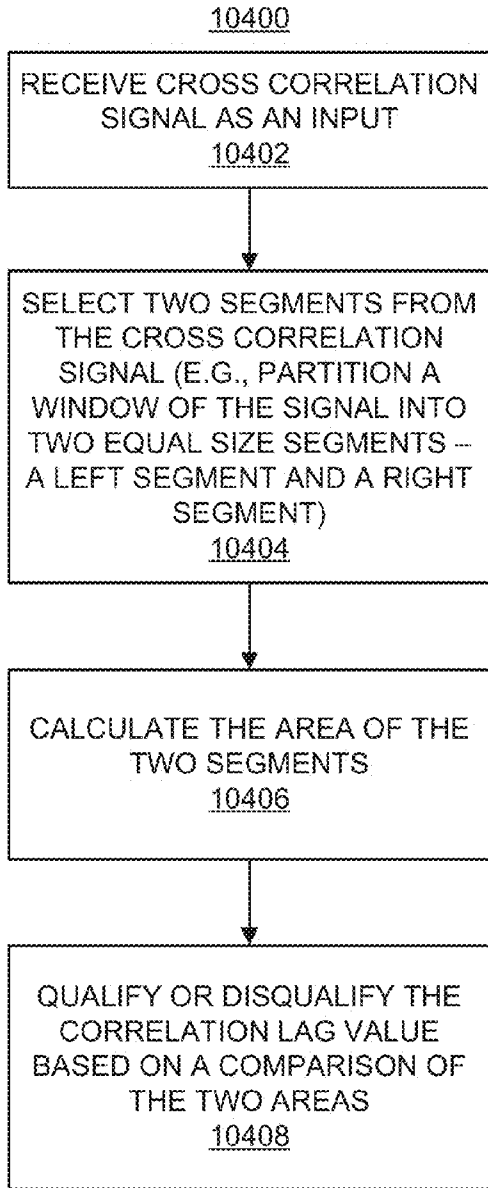 10400
RECEIVE CROSS CORRELATION
SIGNAL AS AN INPUT
10402
SELECT TWO SEGMENTS FROM
THE CROSS CORRELATION
SIGNAL (E.G., PARTITION A
WINDOW OF THE SIGNAL INTO
TWO EQUAL SIZE SEGMENTS –
A LEFT SEGMENT AND A RIGHT
SEGMENT)
10404
CALCULATE THE AREA OF THE
TWO SEGMENTS
10406
QUALIFY OR DISQUALIFY THE
CORRELATION LAG VALUE
BASED ON A COMPARISON OF
THE TWO AREAS
10408